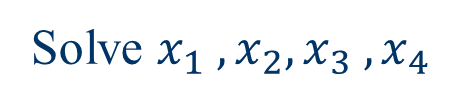 Solve x₁ ,x₂, x₃ ,x₄